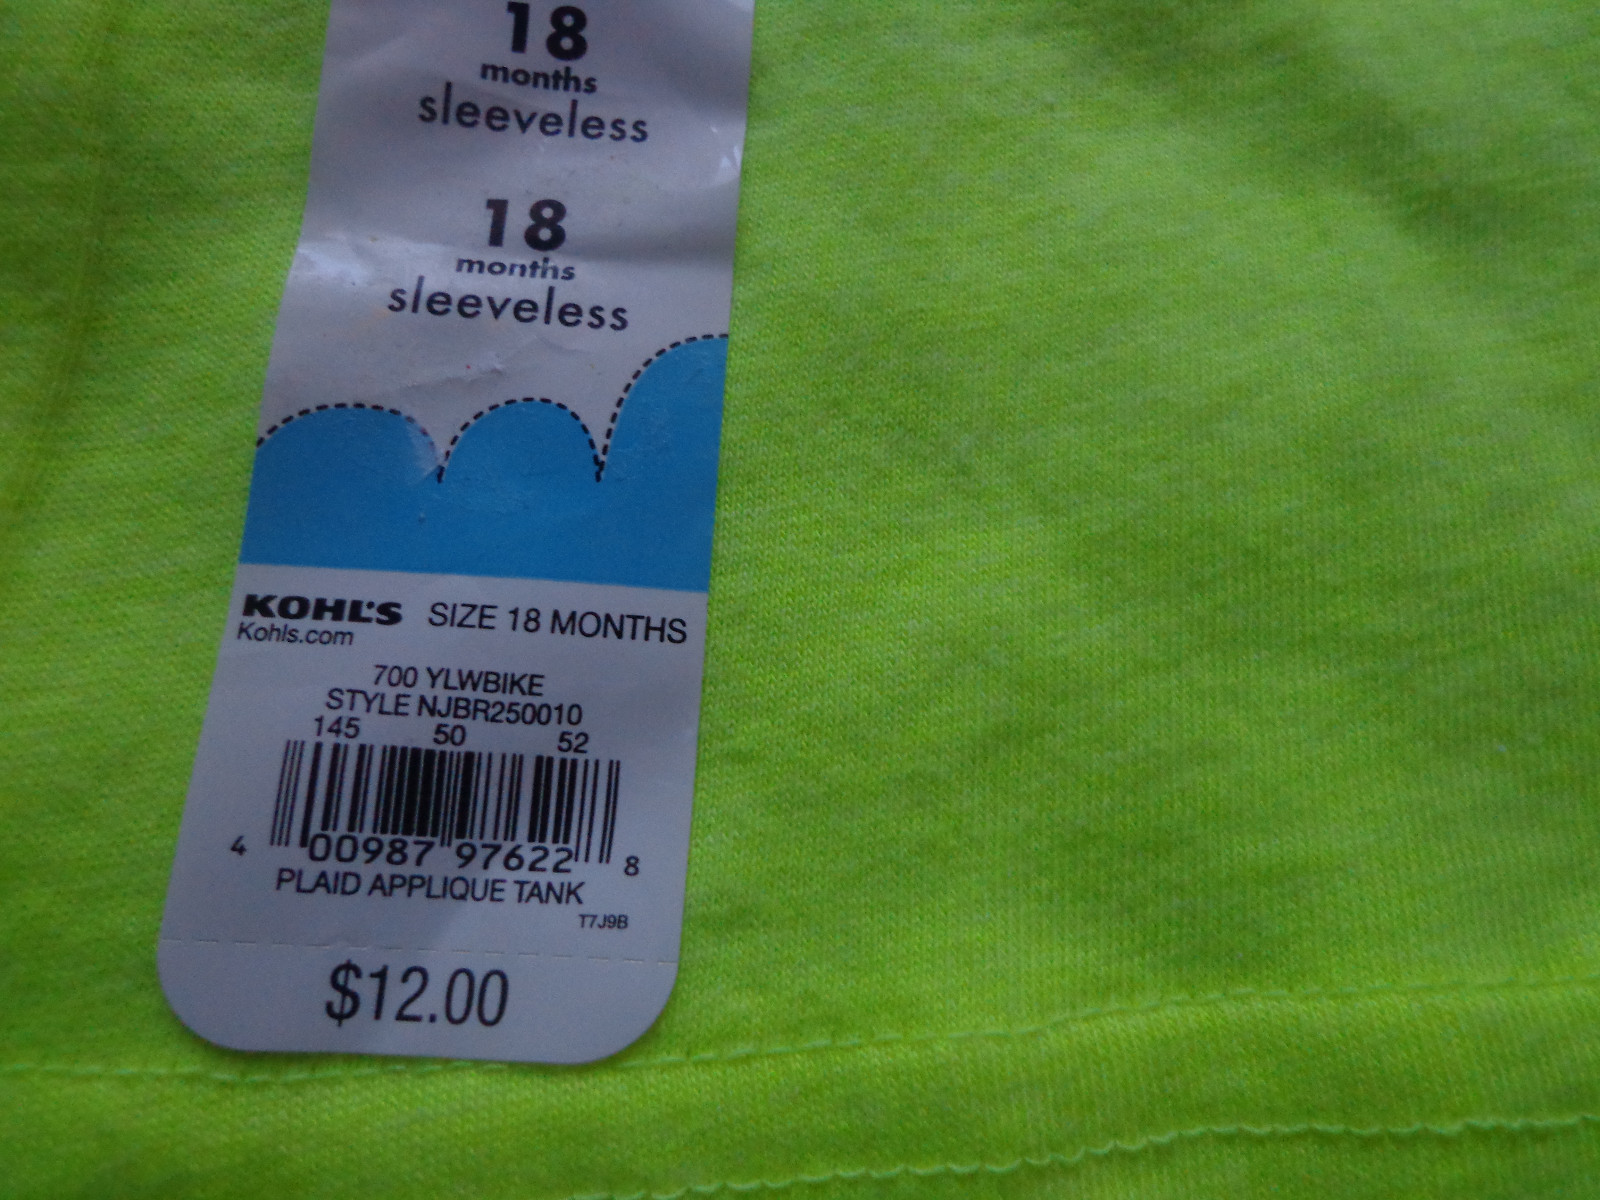 18
months
sleeveless
18
months
sleeveless
KOHL'S SIZE 18 MONTHS
Kohls.com
700 YLWBIKE
STYLE NJBR250010
145 50 52
4 00987 97622 8
PLAID APPLIQUE TANK
T7J9B
$12.00